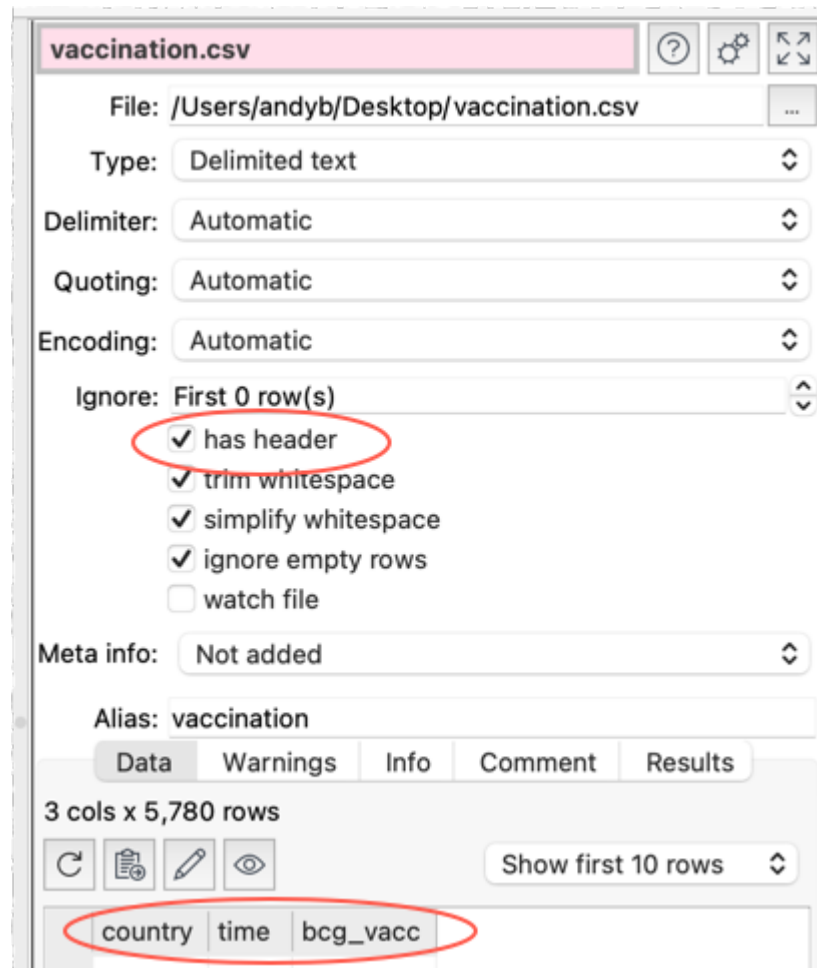 vaccination.csv
File: /Users/andyb/Desktop/vaccination.csv ...
Type: Delimited text
Delimiter: Automatic
Quoting: Automatic
Encoding: Automatic
Ignore: First 0 row(s)
has header
trim whitespace
simplify whitespace
ignore empty rows
watch file
Meta info: Not added
Alias: vaccination
Data Warnings Info Comment Results
3 cols x 5,780 rows
Show first 10 rows
country time bcg_vacc